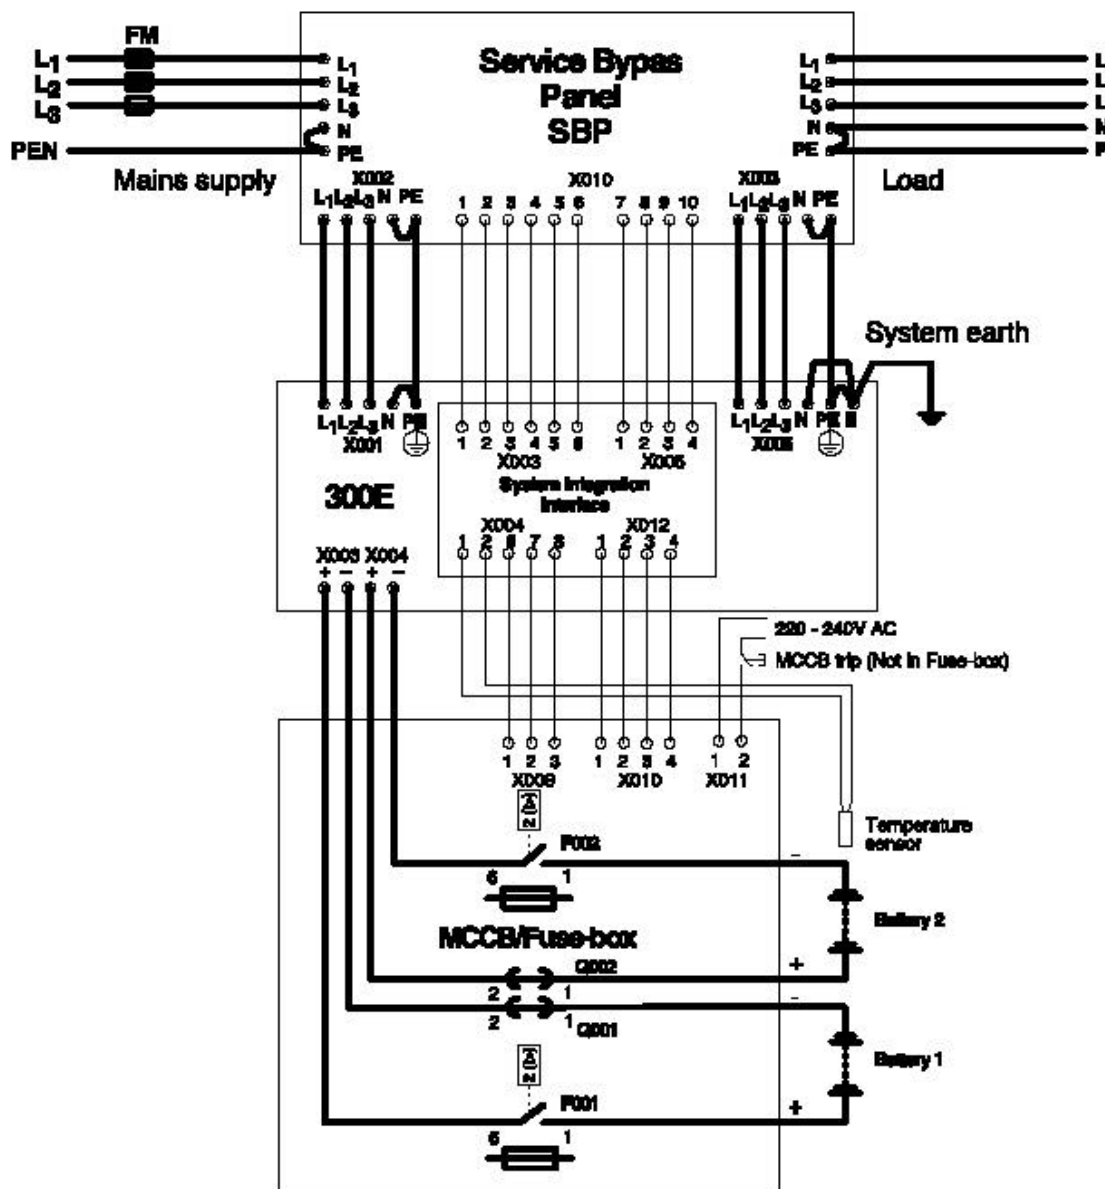 FM
L1 L1 L1 L
L2 L2 L2 L
L3 L3 L3 L
N N N
PEN PE PE P
Service Bypas
Panel
SBP
Mains supply
Load
X002 X010 X003
L1 L2 L3 N PE 1 2 3 4 5 6 7 8 9 10 L1 L2 L3 N PE
System earth
L1 L2 L3 N PE 1 2 3 4 5 6 1 2 3 4 L1 L2 L3 N PE
X001 X003 X006
300E
System Integration
Interface
X004 X012
1 2 6 7 8 1 2 3 4
X003 X004
+ - + -
220 - 240V AC
MCCB trip (Not in Fuse-box)
1 2 3 1 2 3 4 1 2
X009 X010 X011
F002
Temperature
sensor
-
6 1
Battery 2
MCCB/Fuse-box
Q002
+
2 1
-
2 1
Q001
Battery 1
F001
+
6 1